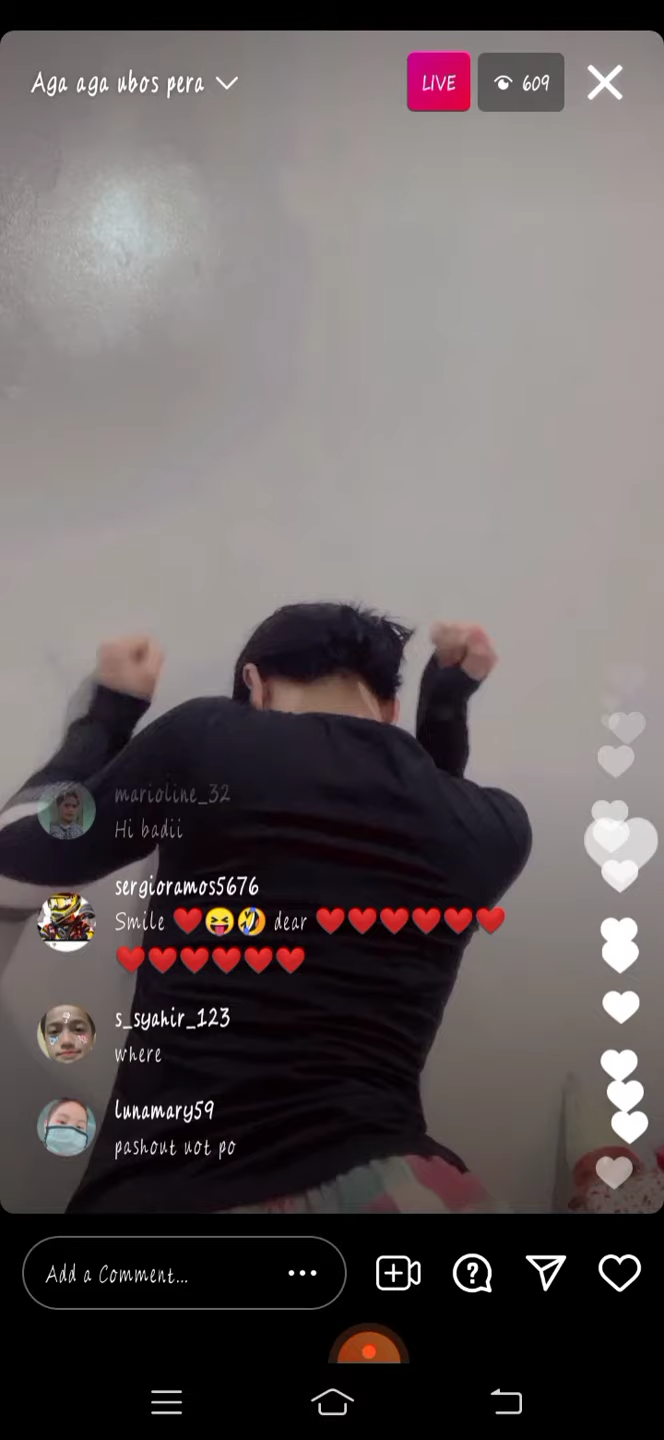 Aga aga ubos pera
LIVE
609
marioline_32
Hi badii
sergioramos5676
Smile ❤️😝🤣 dear ❤️❤️❤️❤️❤️❤️
❤️❤️❤️❤️❤️❤️
s_syahir_123
where
lunamary59
pashout uot po
Add a Comment...